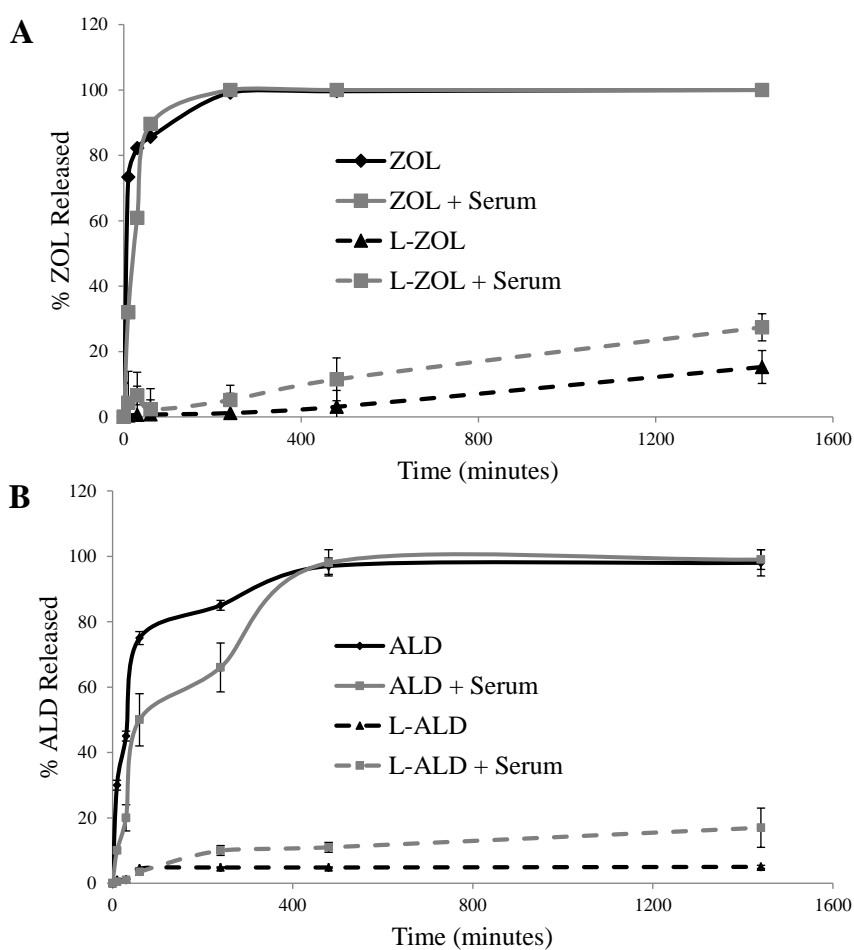 A
120
100
80
60
40
20
0
% ZOL Released
ZOL
ZOL + Serum
L-ZOL
L-ZOL + Serum
0 400 800 1200 1600
Time (minutes)
B
120
100
80
60
40
20
0
% ALD Released
ALD
ALD + Serum
L-ALD
L-ALD + Serum
0 400 800 1200 1600
Time (minutes)